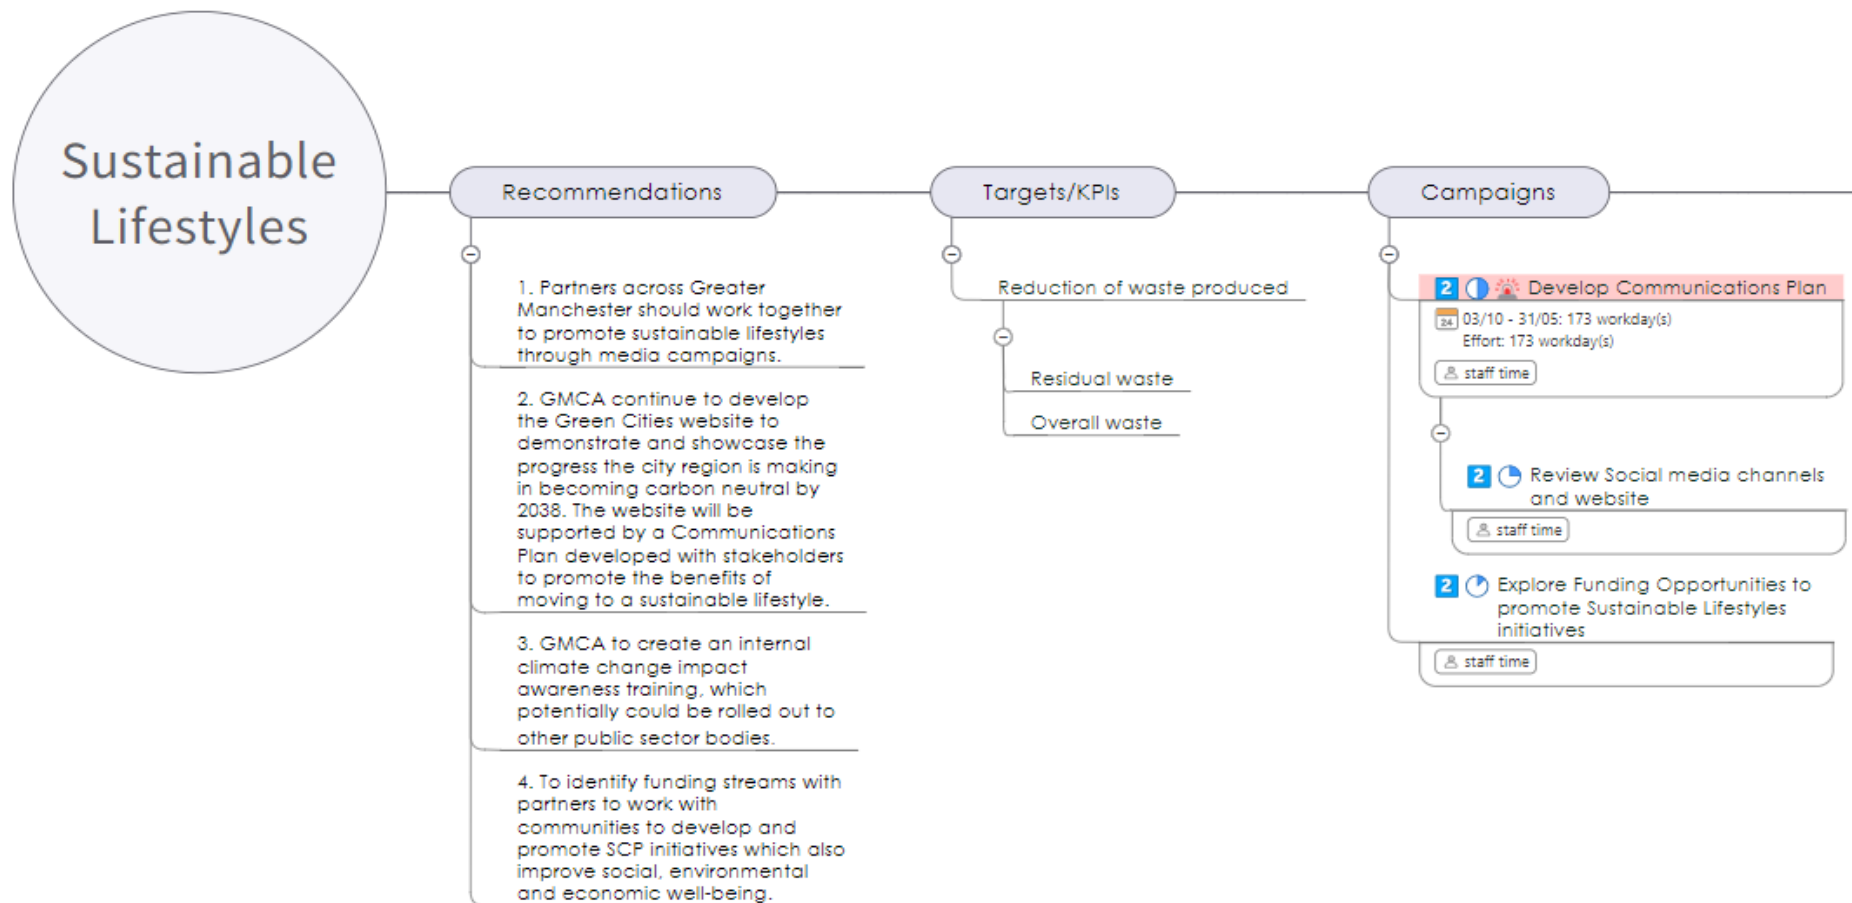 Sustainable
Lifestyles
Recommendations
1. Partners across Greater
Manchester should work together
to promote sustainable lifestyles
through media campaigns.
2. GMCA continue to develop
the Green Cities website to
demonstrate and showcase the
progress the city region is making
in becoming carbon neutral by
2038. The website will be
supported by a Communications
Plan developed with stakeholders
to promote the benefits of
moving to a sustainable lifestyle.
3. GMCA to create an internal
climate change impact
awareness training, which
potentially could be rolled out to
other public sector bodies.
4. To identify funding streams with
partners to work with
communities to develop and
promote SCP initiatives which also
improve social, environmental
and economic well-being.
Targets/KPIs
Reduction of waste produced
Residual waste
Overall waste
Campaigns
2 Develop Communications Plan
24 03/10 - 31/05: 173 workday(s)
Effort: 173 workday(s)
staff time
2 Review Social media channels
and website
staff time
2 Explore Funding Opportunities to
promote Sustainable Lifestyles
initiatives
staff time